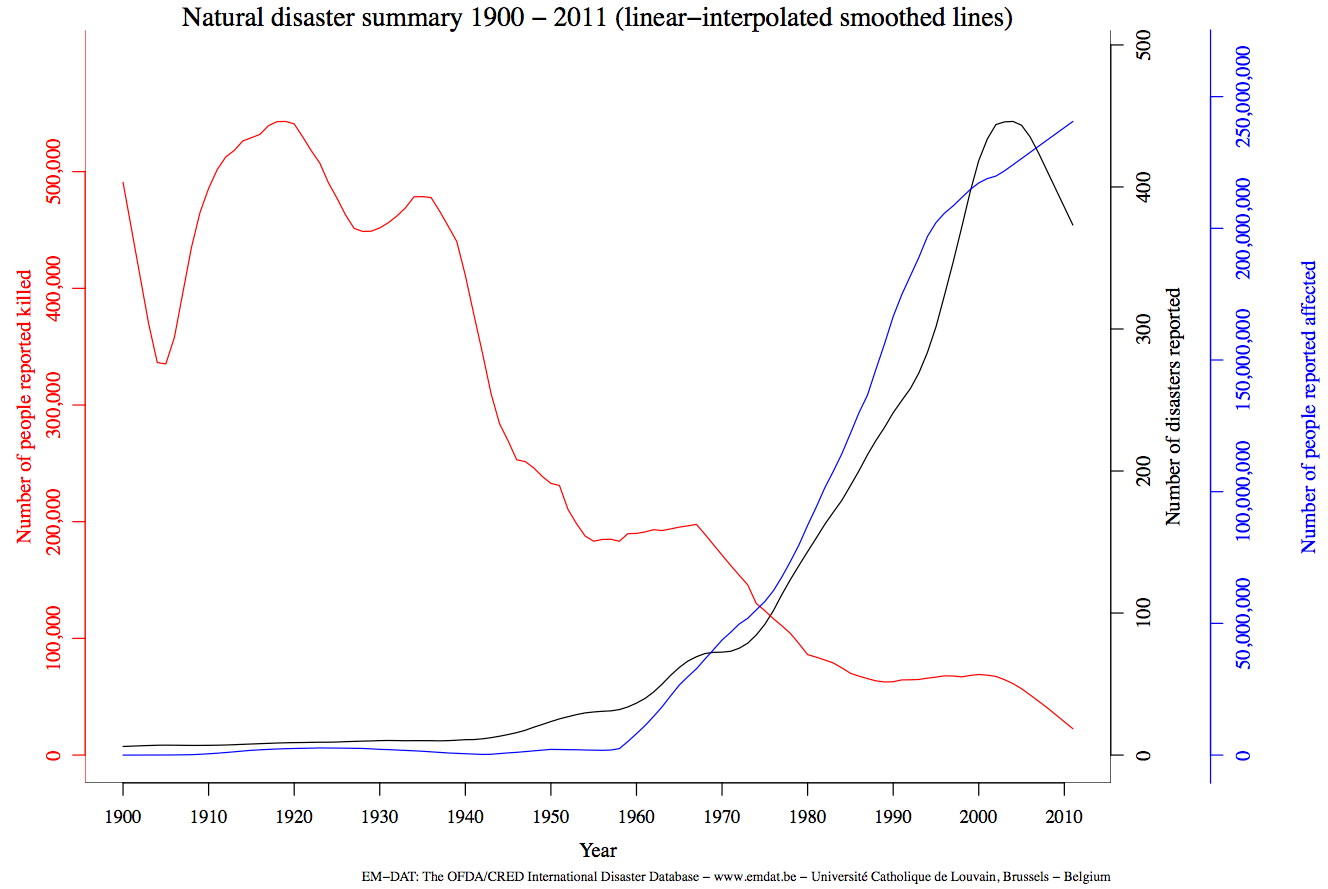 Natural disaster summary 1900 − 2011 (linear−interpolated smoothed lines)
Number of people reported killed
0
100,000
200,000
300,000
400,000
500,000
0
100
200
300
400
500
Number of disasters reported
0
50,000,000
100,000,000
150,000,000
200,000,000
250,000,000
Number of people reported affected
1900 1910 1920 1930 1940 1950 1960 1970 1980 1990 2000 2010
Year
EM−DAT: The OFDA/CRED International Disaster Database − www.emdat.be − Université Catholique de Louvain, Brussels − Belgium